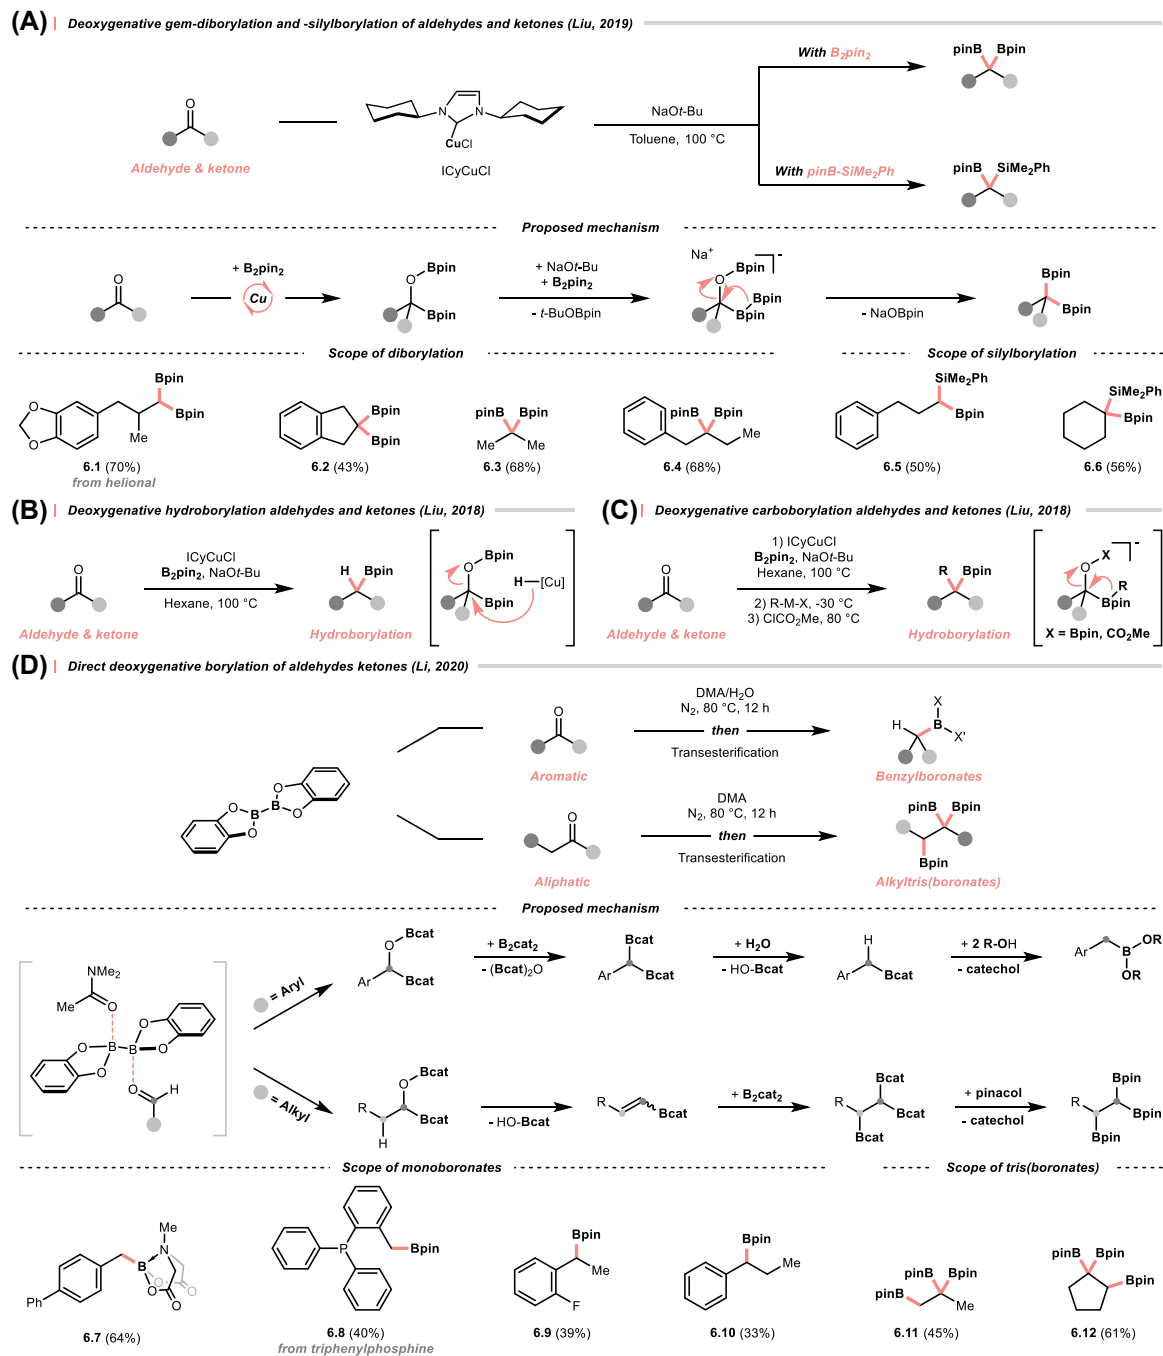 (A) Deoxygenative gem-diborylation and -silylborylation of aldehydes and ketones (Liu, 2019)
O
Aldehyde & ketone
N N
CuCl
ICyCuCl
NaOt-Bu
Toluene, 100 °C
With B2pin2
pinB Bpin
With pinB-SiMe2Ph
pinB SiMe2Ph
Proposed mechanism
O
+ B2pin2
Cu
O Bpin
Bpin
+ NaOt-Bu
+ B2pin2
- t-BuOBpin
Na+
O Bpin -
Bpin
Bpin
- NaOBpin
Bpin
Bpin
Scope of diborylation
Scope of silylborylation
O
O
Me
Bpin
Bpin
6.1 (70%)
from helional
Bpin
Bpin
6.2 (43%)
pinB Bpin
Me Me
6.3 (68%)
pinB Bpin
Me
6.4 (68%)
SiMe2Ph
Bpin
6.5 (50%)
SiMe2Ph
Bpin
6.6 (56%)
(B) Deoxygenative hydroborylation aldehydes and ketones (Liu, 2018)
O
Aldehyde & ketone
ICyCuCl
B2pin2, NaOt-Bu
Hexane, 100 °C
H Bpin
Hydroborylation
O Bpin
H [Cu]
Bpin
(C) Deoxygenative carboborylation aldehydes and ketones (Liu, 2018)
O
Aldehyde & ketone
1) ICyCuCl
B2pin2, NaOt-Bu
Hexane, 100 °C
2) R-M-X, -30 °C
3) ClCO2Me, 80 °C
R Bpin
Hydroborylation
X -
O
R
Bpin
X = Bpin, CO2Me
(D) Direct deoxygenative borylation of aldehydes ketones (Li, 2020)
O O
B B
O O
O
Aromatic
DMA/H2O
N2, 80 °C, 12 h
then
Transesterification
X
H B
X'
Benzylboronates
O
Aliphatic
DMA
N2, 80 °C, 12 h
then
Transesterification
pinB Bpin
Bpin
Alkyltris(boronates)
Proposed mechanism
NMe2
Me O
O O
B B
O O
O H
= Aryl
= Alkyl
O Bcat
Ar Bcat
+ B2cat2
- (Bcat)2O
Bcat
Ar Bcat
+ H2O
- HO-Bcat
H
Ar Bcat
+ 2 R-OH
- catechol
OR
Ar B
OR
O Bcat
R Bcat
H
- HO-Bcat
R
Bcat
+ B2cat2
Bcat
R
Bcat
Bcat
+ pinacol
- catechol
Bpin
R
Bpin
Bpin
Scope of monoboronates
Scope of tris(boronates)
Me
N
B O
O O
O
Ph
6.7 (64%)
P
Bpin
6.8 (40%)
from triphenylphosphine
Bpin
Me
F
6.9 (39%)
Bpin
Me
6.10 (33%)
pinB Bpin
pinB
Me
6.11 (45%)
pinB Bpin
Bpin
6.12 (61%)